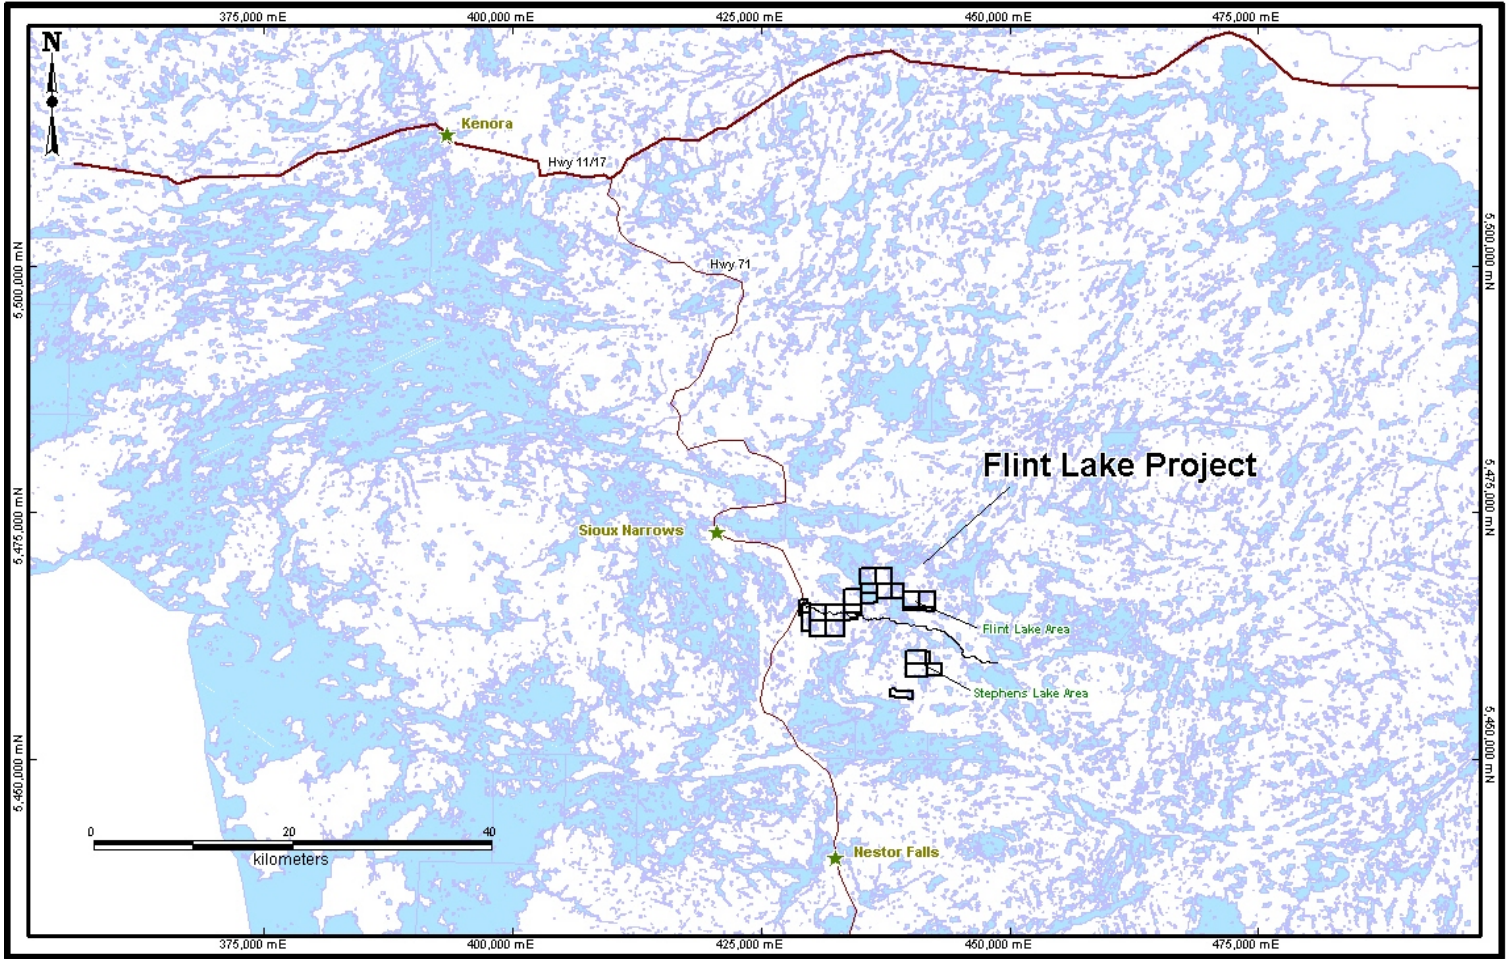 375,000 mE
400,000 mE
425,000 mE
460,000 mE
475,000 mE
N
Kenora
Hwy 11/17
Hwy 71
5,500,000 mN
5,500,000 mN
Flint Lake Project
5,475,000 mN
5,475,000 mN
Sioux Narrows
Flint Lake Area
Stephens Lake Area
5,460,000 mN
5,450,000 mN
0 20 40
kilometers
Nestor Falls
375,000 mE
400,000 mE
425,000 mE
460,000 mE
475,000 mE